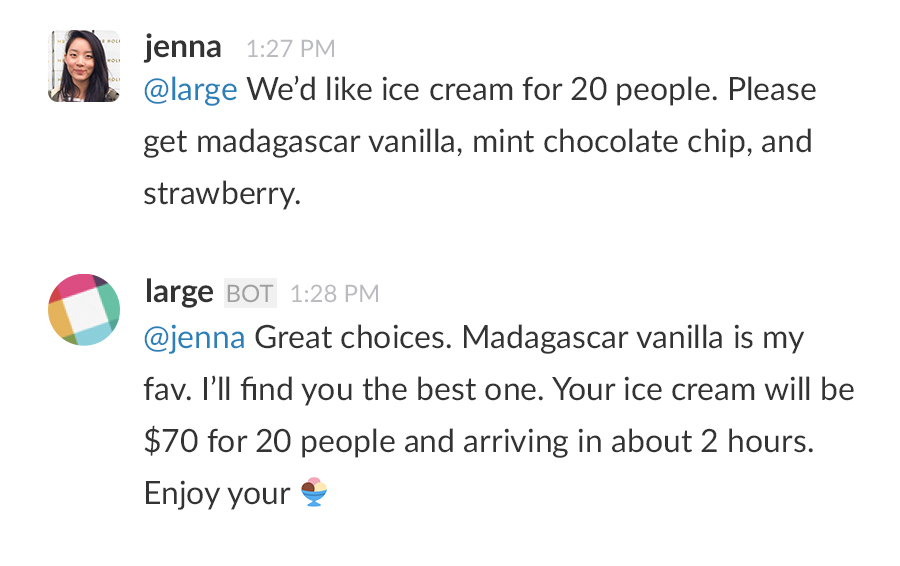 jenna 1:27 PM
@large We’d like ice cream for 20 people. Please
get madagascar vanilla, mint chocolate chip, and
strawberry.
large BOT 1:28 PM
@jenna Great choices. Madagascar vanilla is my
fav. I’ll find you the best one. Your ice cream will be
$70 for 20 people and arriving in about 2 hours.
Enjoy your 🍨